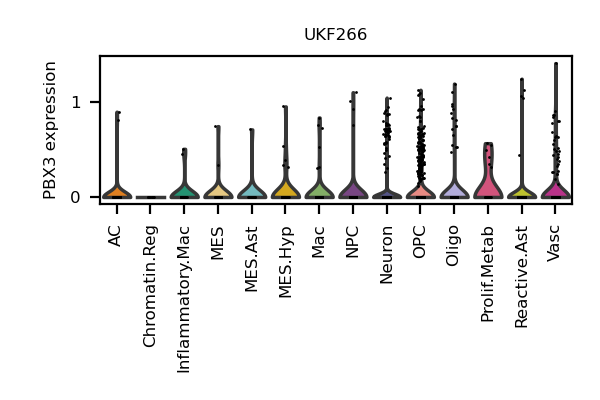 UKF266
PBX3 expression
1
0
AC
Chromatin.Reg
Inflammatory.Mac
MES
MES.Ast
MES.Hyp
Mac
NPC
Neuron
OPC
Oligo
Prolif.Metab
Reactive.Ast
Vasc